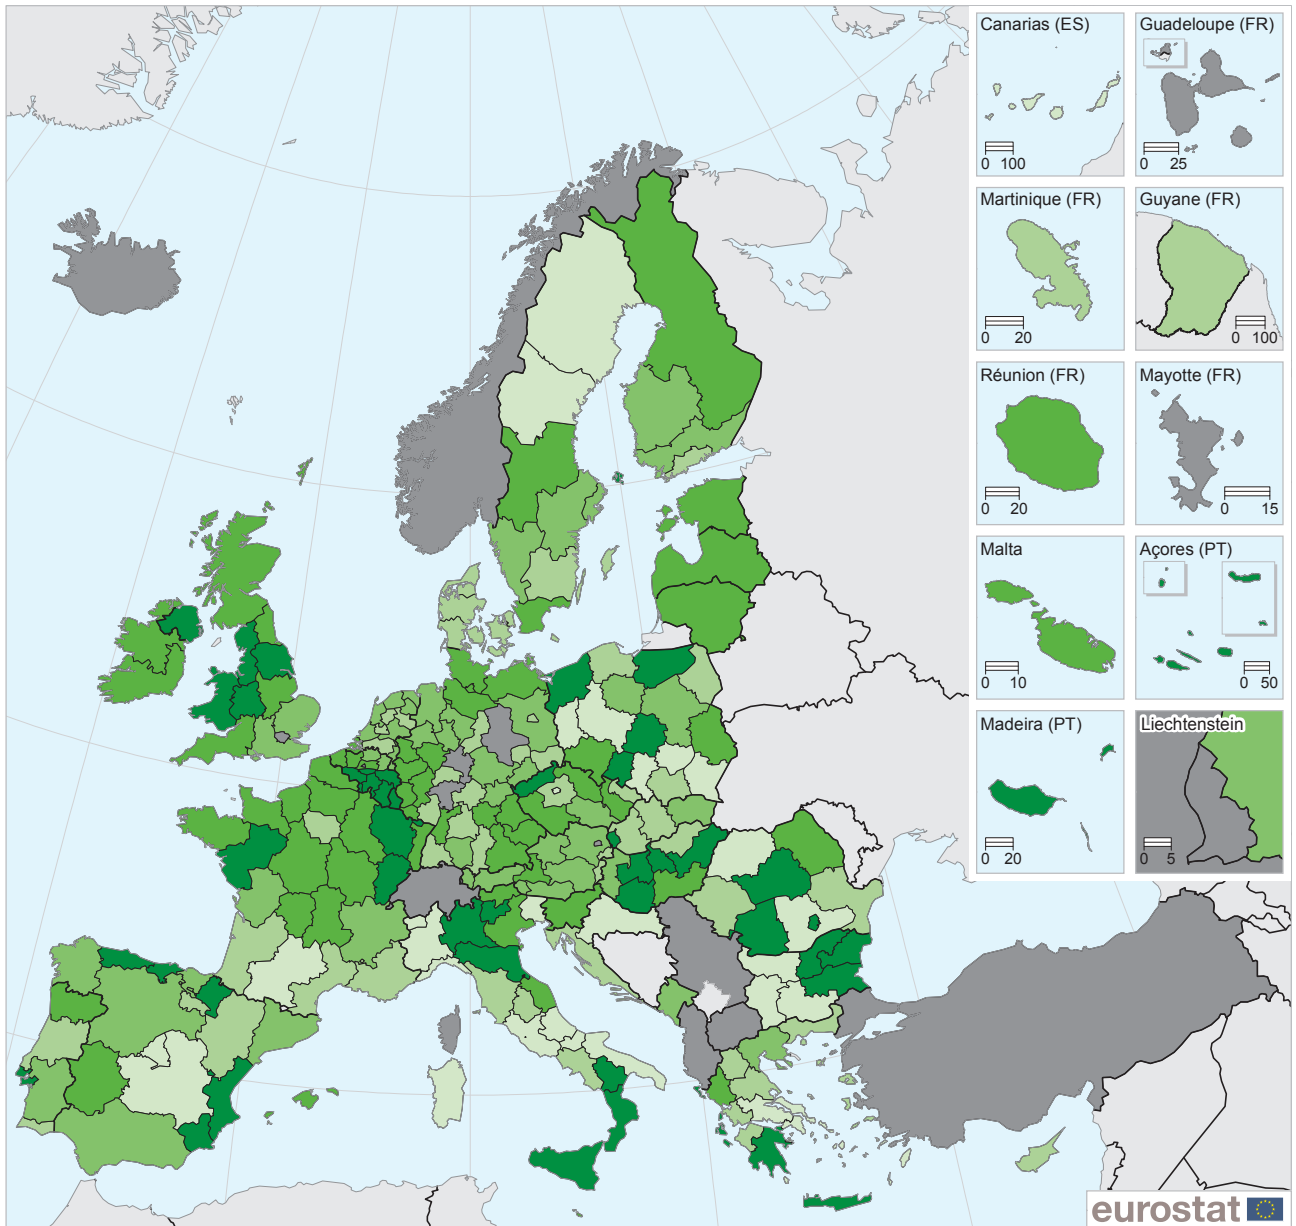 Canarias (ES)
0 100
Guadeloupe (FR)
0 25
Martinique (FR)
0 20
Guyane (FR)
0 100
Réunion (FR)
0 20
Mayotte (FR)
0 15
Malta
0 10
Açores (PT)
0 50
Madeira (PT)
0 20
Liechtenstein
0 5
eurostat